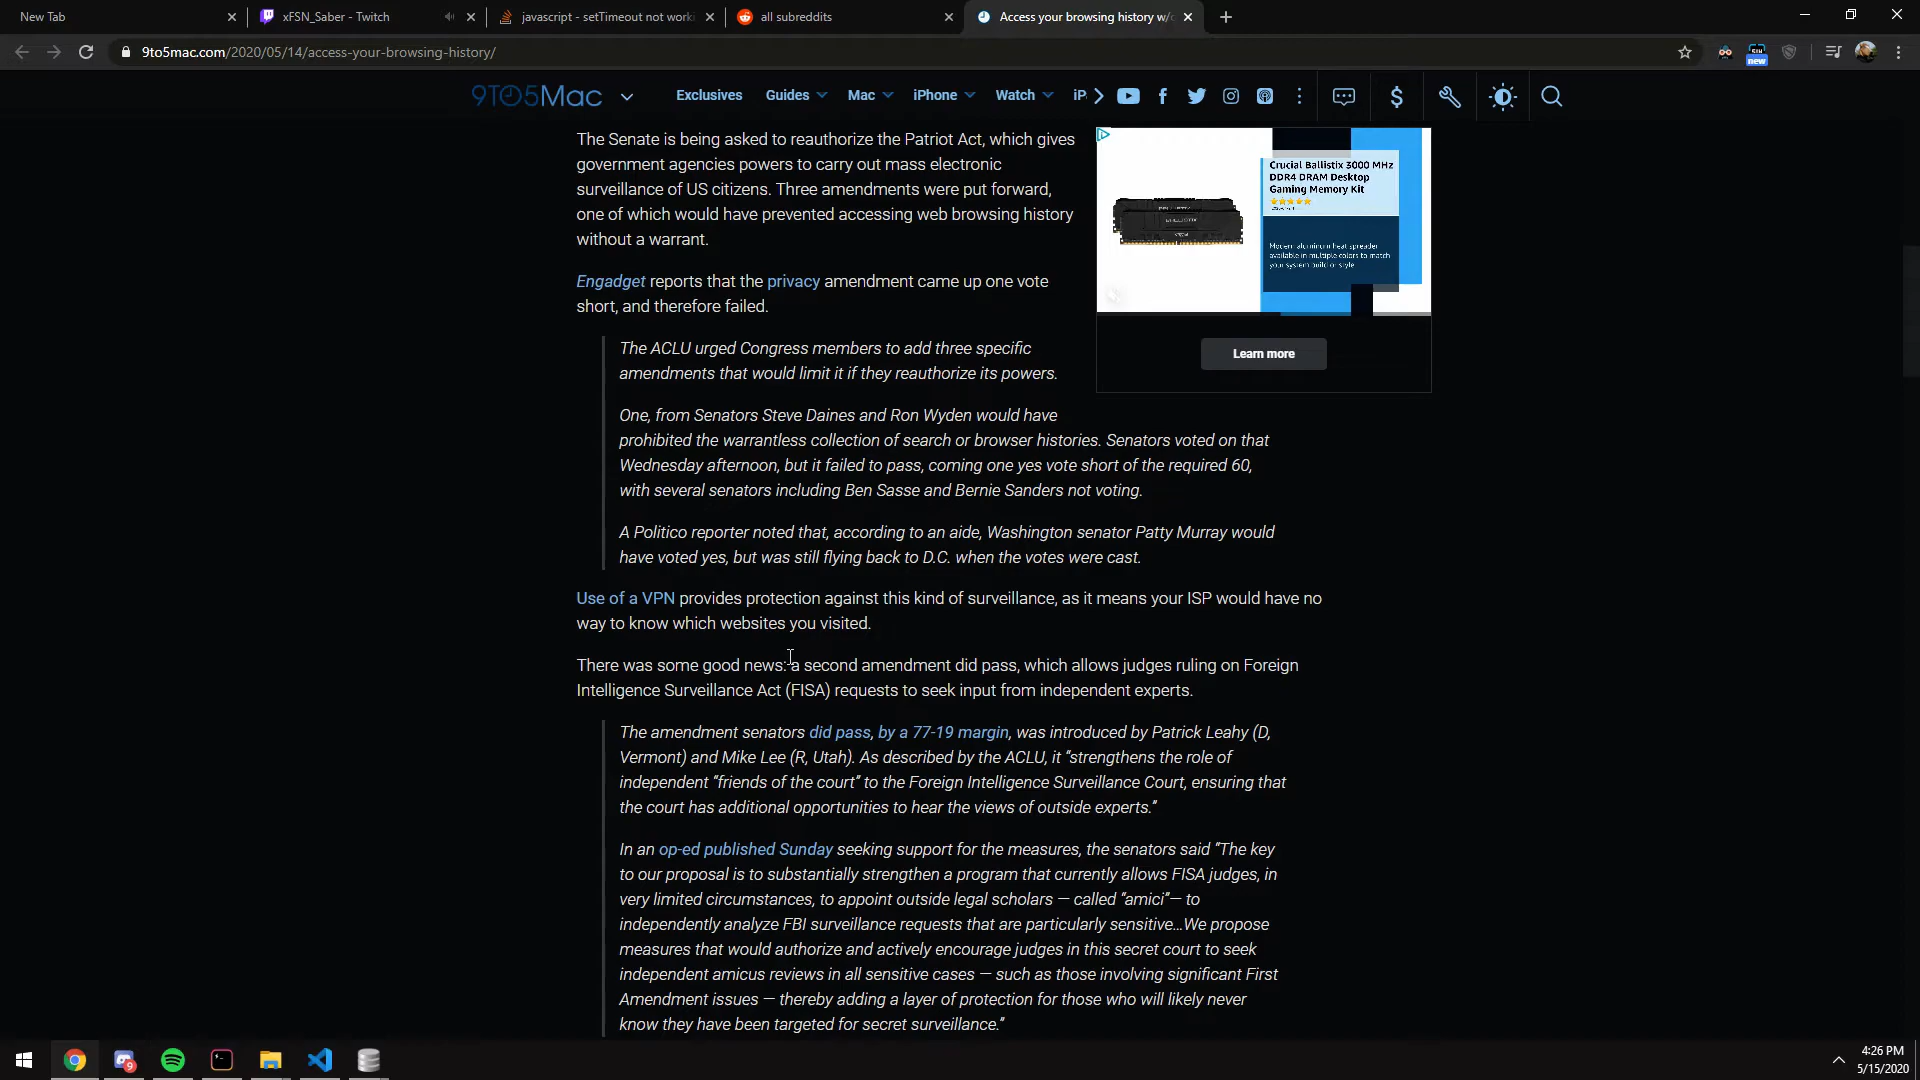 New Tab
xFSN_Saber - Twitch
javascript - setTimeout not work
all subreddits
Access your browsing history w/
9to5mac.com/2020/05/14/access-your-browsing-history/
new
9TO5Mac
Exclusives
Guides
Mac
iPhone
Watch
iP
The Senate is being asked to reauthorize the Patriot Act, which gives
government agencies powers to carry out mass electronic
surveillance of US citizens. Three amendments were put forward,
one of which would have prevented accessing web browsing history
without a warrant.
Crucial Ballistix 3000 MHz
DDR4 DRAM Desktop
Gaming Memory Kit
Modern aluminum heat spreader
available in multiple colors to match
your system build or style
Learn more
Engadget reports that the privacy amendment came up one vote
short, and therefore failed.
The ACLU urged Congress members to add three specific
amendments that would limit it if they reauthorize its powers.
One, from Senators Steve Daines and Ron Wyden would have
prohibited the warrantless collection of search or browser histories. Senators voted on that
Wednesday afternoon, but it failed to pass, coming one yes vote short of the required 60,
with several senators including Ben Sasse and Bernie Sanders not voting.
A Politico reporter noted that, according to an aide, Washington senator Patty Murray would
have voted yes, but was still flying back to D.C. when the votes were cast.
Use of a VPN provides protection against this kind of surveillance, as it means your ISP would have no
way to know which websites you visited.
There was some good news: a second amendment did pass, which allows judges ruling on Foreign
Intelligence Surveillance Act (FISA) requests to seek input from independent experts.
The amendment senators did pass, by a 77-19 margin, was introduced by Patrick Leahy (D,
Vermont) and Mike Lee (R, Utah). As described by the ACLU, it “strengthens the role of
independent “friends of the court” to the Foreign Intelligence Surveillance Court, ensuring that
the court has additional opportunities to hear the views of outside experts.”
In an op-ed published Sunday seeking support for the measures, the senators said “The key
to our proposal is to substantially strengthen a program that currently allows FISA judges, in
very limited circumstances, to appoint outside legal scholars — called “amici”— to
independently analyze FBI surveillance requests that are particularly sensitive…We propose
measures that would authorize and actively encourage judges in this secret court to seek
independent amicus reviews in all sensitive cases — such as those involving significant First
Amendment issues — thereby adding a layer of protection for those who will likely never
know they have been targeted for secret surveillance.”
9
4:26 PM
5/15/2020